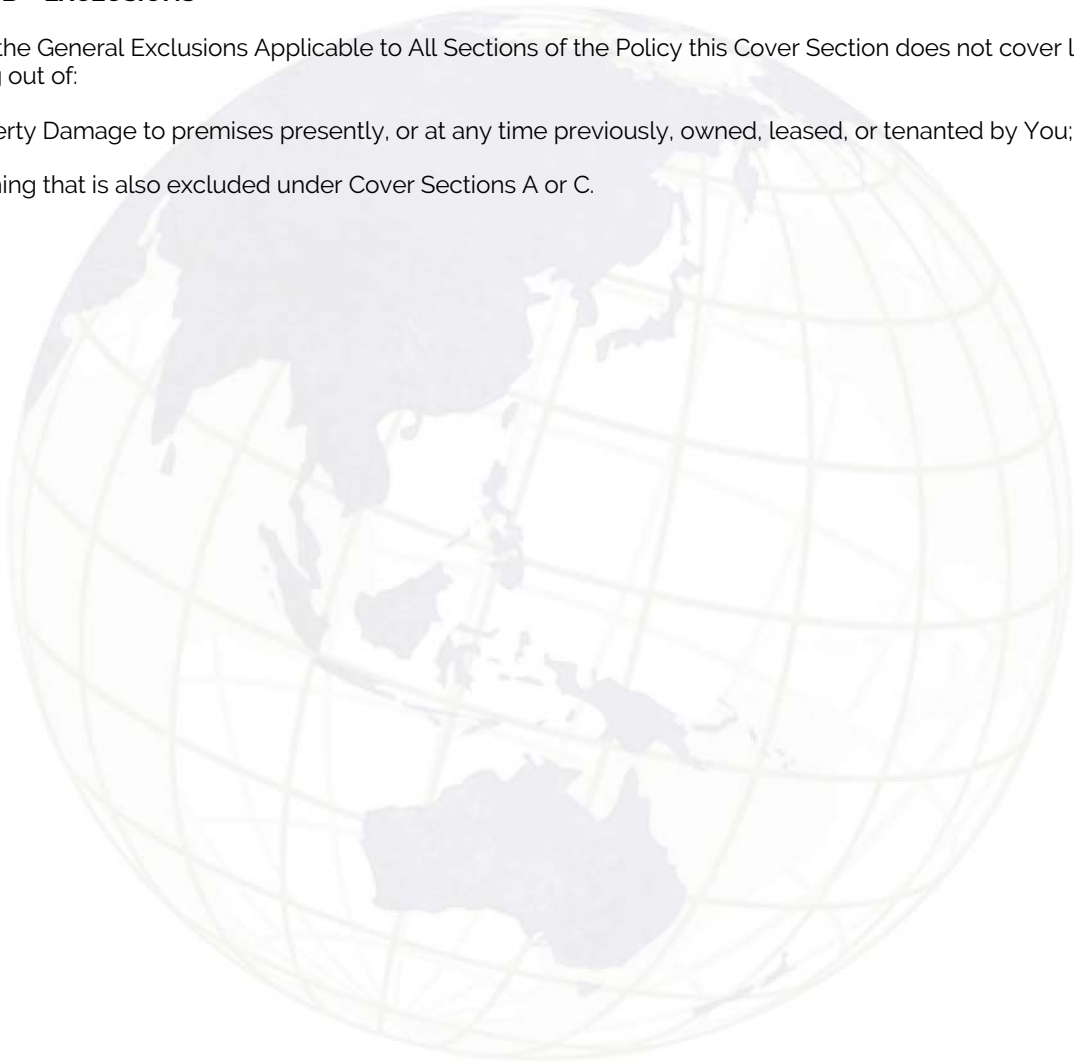 EXCLUSIONS
the General Exclusions Applicable to All Sections of the Policy this Cover Section does not cover
out of:
erty Damage to premises presently, or at any time previously, owned, leased, or tenanted by You;
ing that is also excluded under Cover Sections A or C.